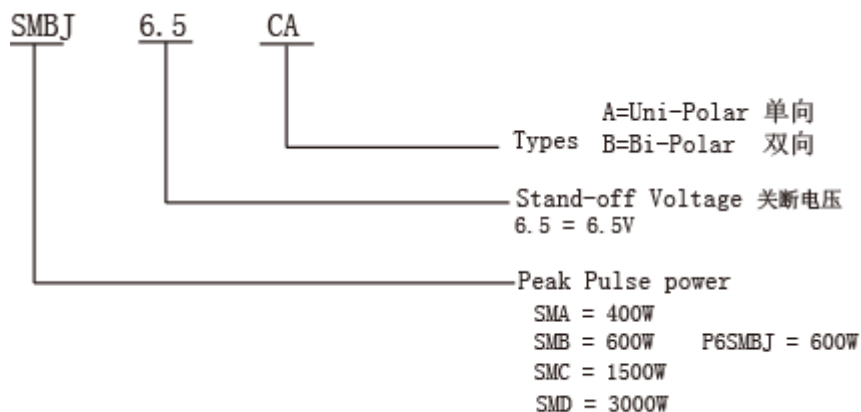 SMBJ 6.5 CA
A=Uni-Polar 单向
Types B=Bi-Polar 双向
Stand-off Voltage 关断电压
6.5 = 6.5V
Peak Pulse power
SMA = 400W
SMB = 600W P6SMBJ = 600W
SMC = 1500W
SMD = 3000W